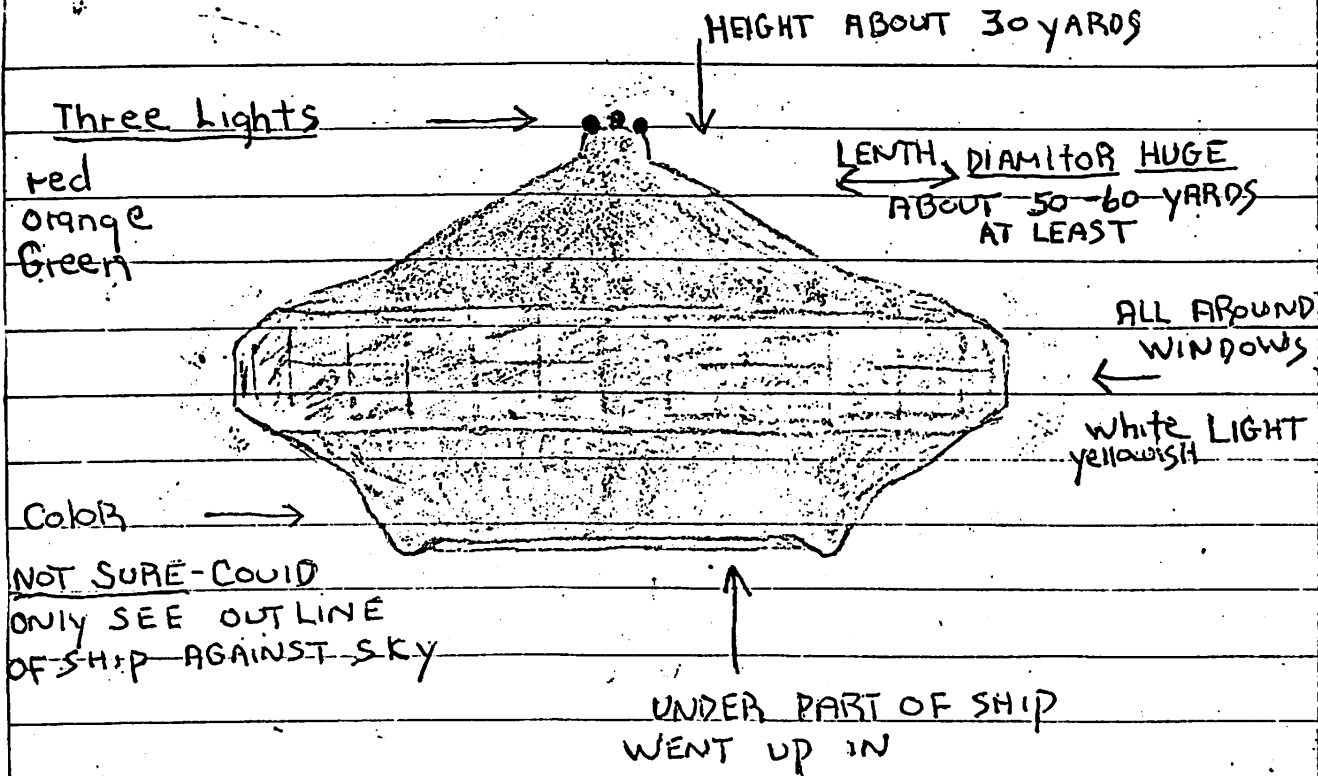 HEIGHT ABOUT 30 YARDS
Three Lights
red
orange
Green
LENTH, DIAMITOR HUGE
ABOUT 50-60-YARDS
AT LEAST
ALL AROUND
WINDOWS
white LIGHT
yellowish
Color
NOT SURE-COUID
ONLY SEE OUTLINE
OF SHIP AGAINST SKY
UNDER PART OF SHIP
WENT UP IN